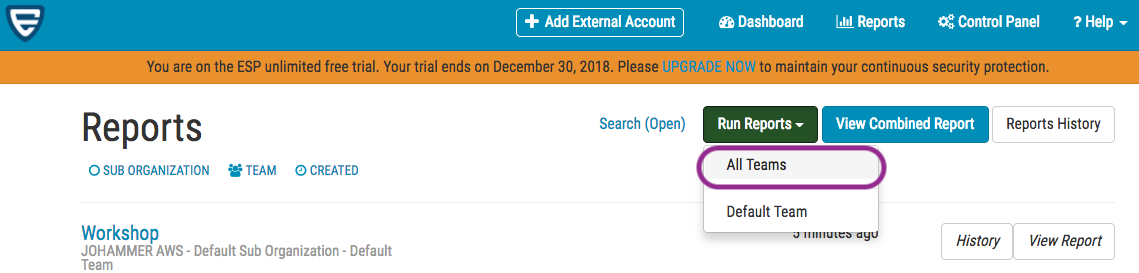 + Add External Account Dashboard Reports Control Panel ? Help
You are on the ESP unlimited free trial. Your trial ends on December 30, 2018. Please UPGRADE NOW to maintain your continuous security protection.
Reports
Search (Open) Run Reports View Combined Report Reports History
All Teams
SUB ORGANIZATION TEAM CREATED
Default Team
Workshop
5 minutes ago
History View Report
JOHAMMER AWS - Default Sub Organization - Default
Team